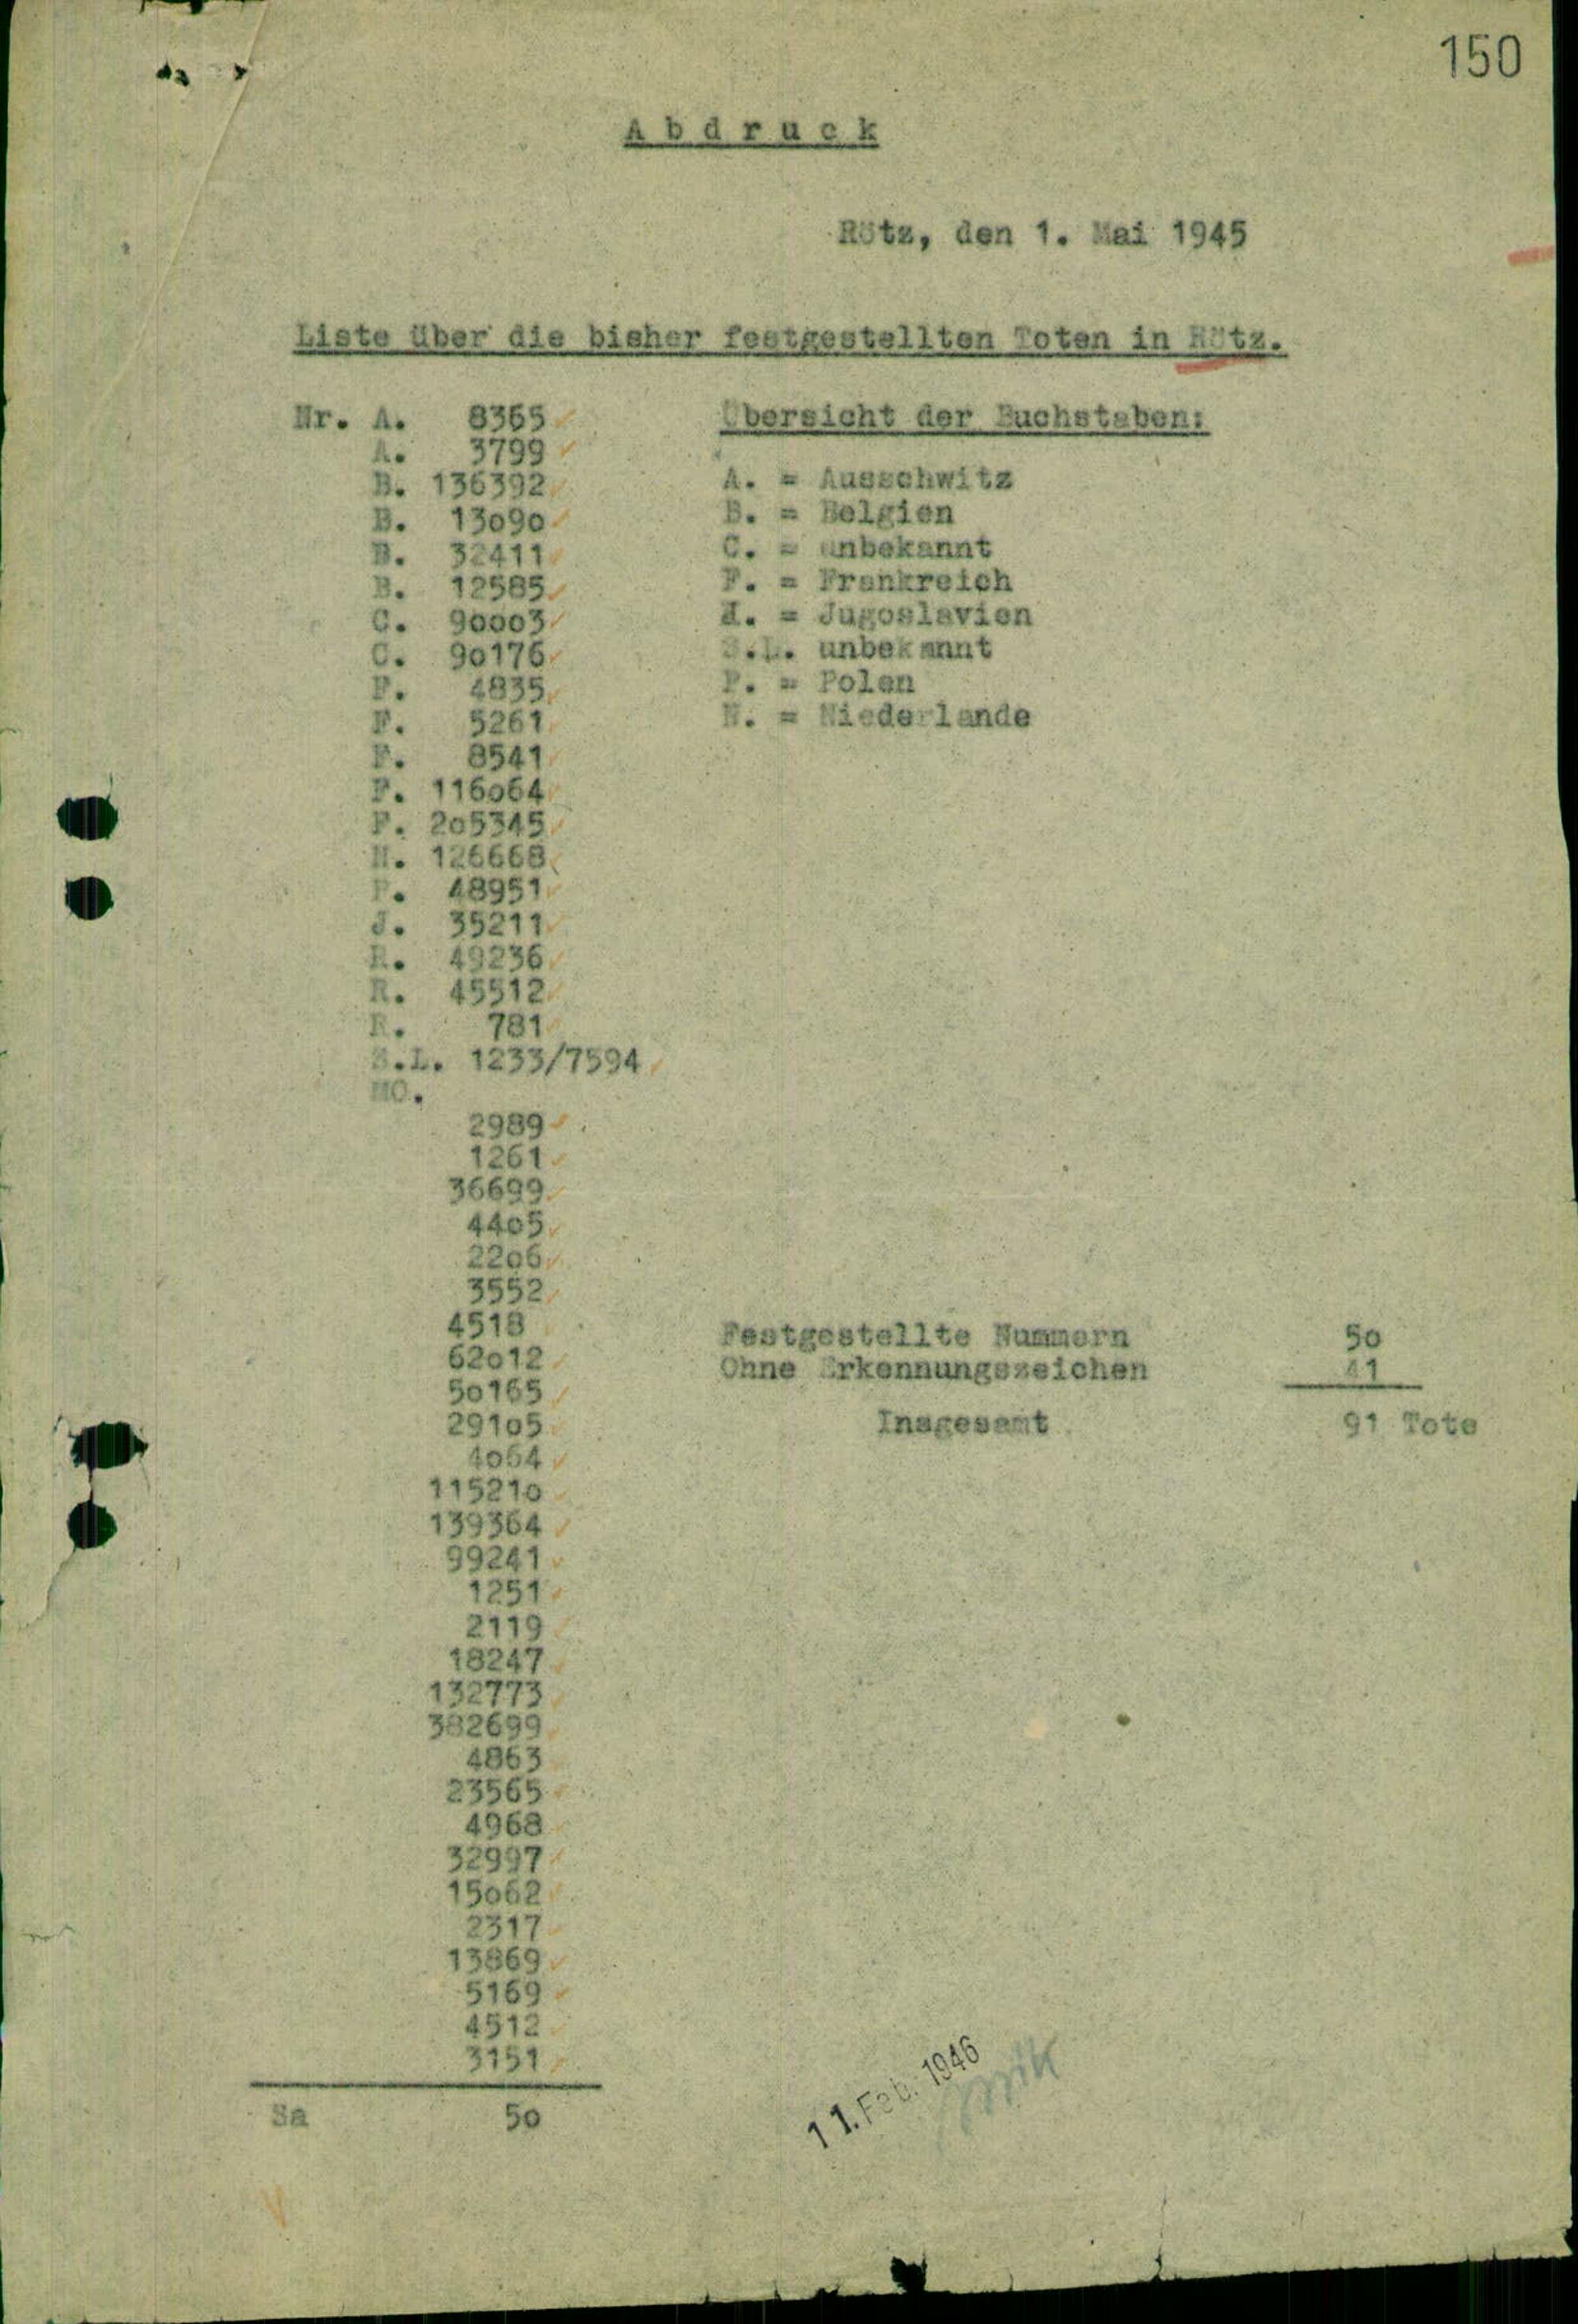 150
Abdruck
Rötz, den 1. Mai 1945
Liste über die bisher festgestellten Toten in Rötz.
Nr. A. 8365
A. 3799
B. 136392
B. 13090
B. 32411
B. 12585
C. 90003
C. 90176
F. 4835
F. 5261
F. 8541
F. 116064
F. 205345
N. 126668
P. 48951
J. 35211
R. 49236
R. 45512
R. 781
S.L. 1233/7594
MO.
2989
1261
36699
4405
2206
3552
4518
62012
50165
29105
4064
115210
139364
99241
1251
2119
18247
132773
382699
4863
23565
4968
32997
15062
2317
13869
5169
4512
3151
Sa 50
Übersicht der Buchstaben:
A. = Ausschwitz
B. = Belgien
C. = unbekannt
F. = Frankreich
J. = Jugoslavien
S.L. unbekannt
P. = Polen
N. = Niederlande
Festgestellte Nummern 50
Ohne Erkennungszeichen 41
Insgesamt 91 Tote
11. Feb. 1946